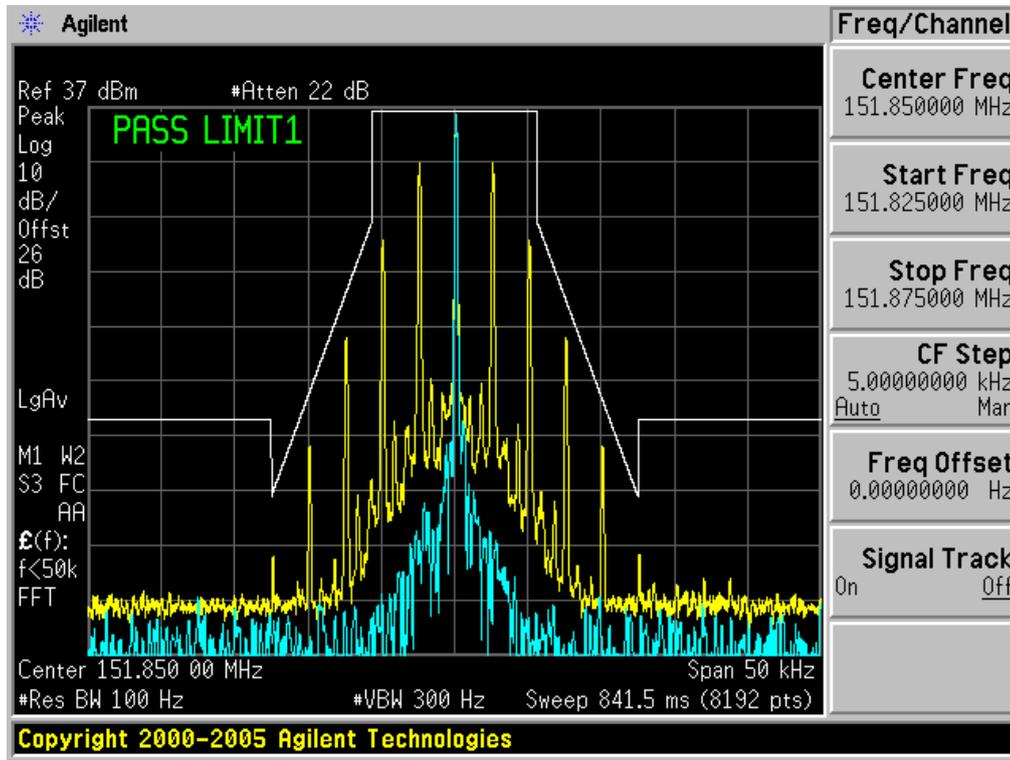 Agilent
Ref 37 dBm #Atten 22 dB
Peak
Log
10
dB/
Offst
26
dB
PASS LIMIT1
LgAv
M1 W2
S3 FC
AA
£(f):
f<50k
FFT
Center 151.850 00 MHz Span 50 kHz
#Res BW 100 Hz #VBW 300 Hz Sweep 841.5 ms (8192 pts)
Copyright 2000-2005 Agilent Technologies
Freq/Channel
Center Freq
151.850000 MHz
Start Freq
151.825000 MHz
Stop Freq
151.875000 MHz
CF Step
5.00000000 kHz
Auto Man
Freq Offset
0.00000000 Hz
Signal Track
On Off